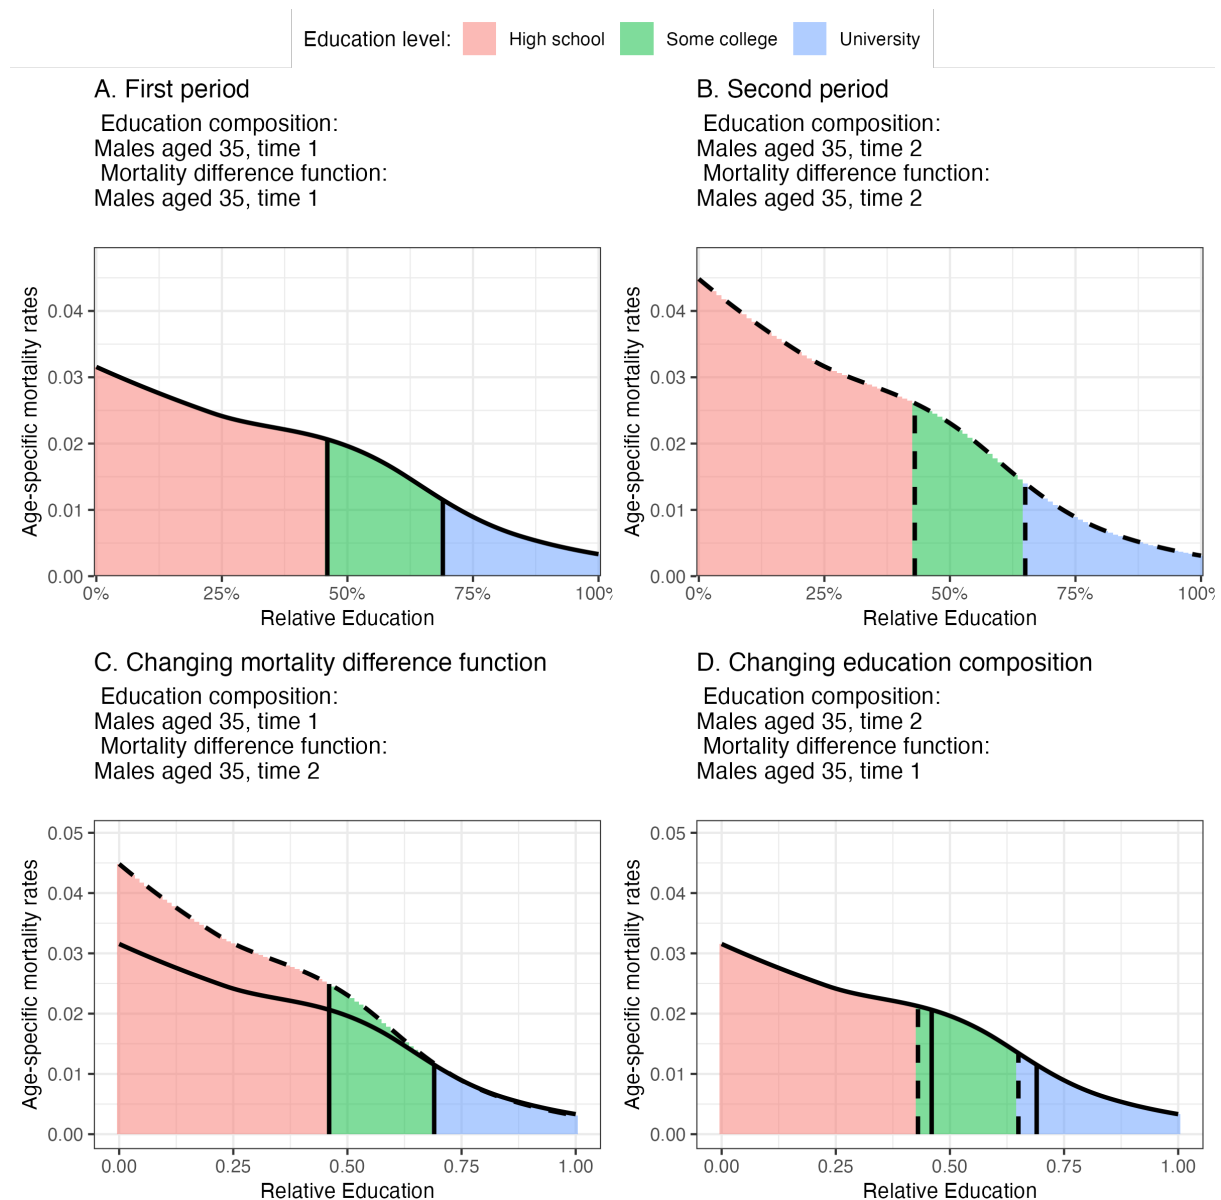 Education level: High school Some college University
A. First period
Education composition:
Males aged 35, time 1
Mortality difference function:
Males aged 35, time 1
Age-specific mortality rates
0.04
0.03
0.02
0.01
0.00
0% 25% 50% 75% 100%
Relative Education
B. Second period
Education composition:
Males aged 35, time 2
Mortality difference function:
Males aged 35, time 2
Age-specific mortality rates
0.04
0.03
0.02
0.01
0.00
0% 25% 50% 75% 100%
Relative Education
C. Changing mortality difference function
Education composition:
Males aged 35, time 1
Mortality difference function:
Males aged 35, time 2
Age-specific mortality rates
0.05
0.04
0.03
0.02
0.01
0.00
0.00 0.25 0.50 0.75 1.00
Relative Education
D. Changing education composition
Education composition:
Males aged 35, time 2
Mortality difference function:
Males aged 35, time 1
Age-specific mortality rates
0.05
0.04
0.03
0.02
0.01
0.00
0.00 0.25 0.50 0.75 1.00
Relative Education